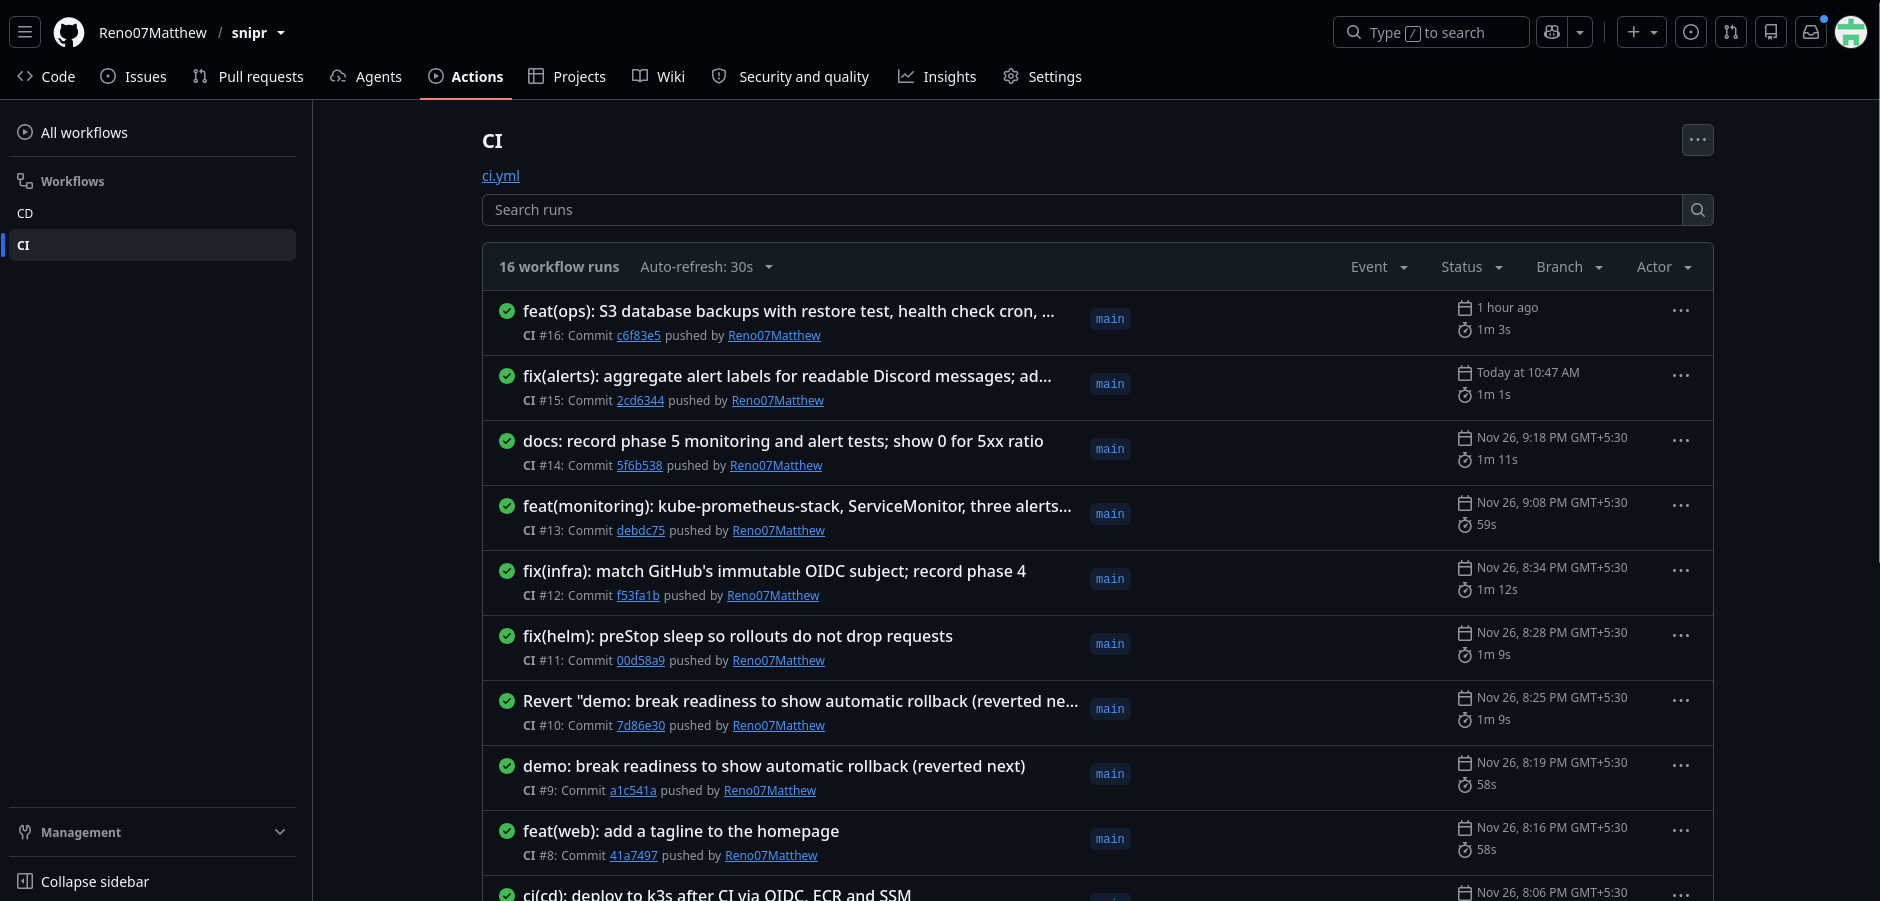 Reno07Matthew / snipr
Type / to search
Code
Issues
Pull requests
Agents
Actions
Projects
Wiki
Security and quality
Insights
Settings
All workflows
Workflows
CD
CI
Management
Collapse sidebar
CI
ci.yml
Search runs
16 workflow runs
Auto-refresh: 30s
Event
Status
Branch
Actor
feat(ops): S3 database backups with restore test, health check cron, ...
main
1 hour ago
CI #16: Commit c6f83e5 pushed by Reno07Matthew
1m 3s
fix(alerts): aggregate alert labels for readable Discord messages; ad...
main
Today at 10:47 AM
CI #15: Commit 2cd6344 pushed by Reno07Matthew
1m 1s
docs: record phase 5 monitoring and alert tests; show 0 for 5xx ratio
main
Nov 26, 9:18 PM GMT+5:30
CI #14: Commit 5f6b538 pushed by Reno07Matthew
1m 11s
feat(monitoring): kube-prometheus-stack, ServiceMonitor, three alerts...
main
Nov 26, 9:08 PM GMT+5:30
CI #13: Commit debdc75 pushed by Reno07Matthew
59s
fix(infra): match GitHub's immutable OIDC subject; record phase 4
main
Nov 26, 8:34 PM GMT+5:30
CI #12: Commit f53fa1b pushed by Reno07Matthew
1m 12s
fix(helm): preStop sleep so rollouts do not drop requests
main
Nov 26, 8:28 PM GMT+5:30
CI #11: Commit 00d58a9 pushed by Reno07Matthew
1m 9s
Revert "demo: break readiness to show automatic rollback (reverted ne...
main
Nov 26, 8:25 PM GMT+5:30
CI #10: Commit 7d86e30 pushed by Reno07Matthew
1m 9s
demo: break readiness to show automatic rollback (reverted next)
main
Nov 26, 8:19 PM GMT+5:30
CI #9: Commit a1c541a pushed by Reno07Matthew
58s
feat(web): add a tagline to the homepage
main
Nov 26, 8:16 PM GMT+5:30
CI #8: Commit 41a7497 pushed by Reno07Matthew
58s
ci(cd): deploy to k3s after CI via OIDC, ECR and SSM
Nov 26, 8:06 PM GMT+5:30